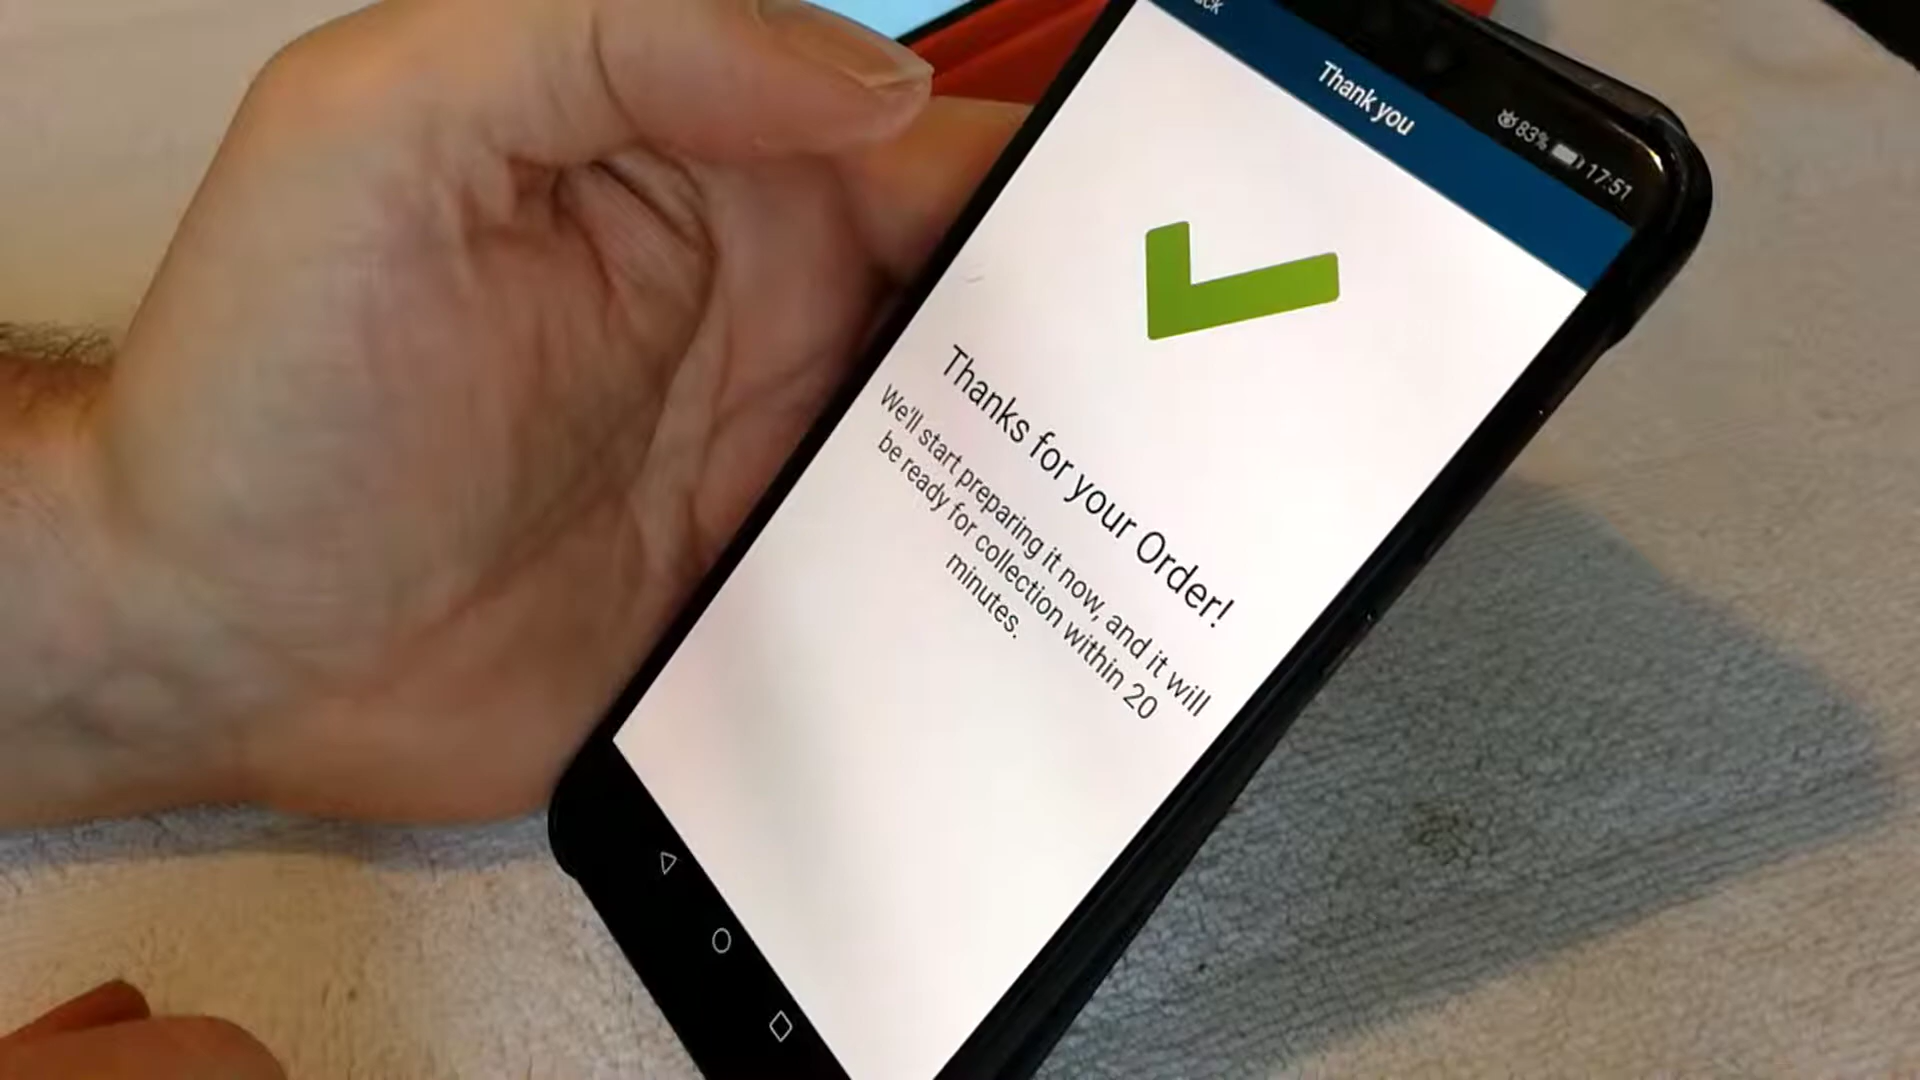 Thank you
83% 17:51
Thanks for your Order!
We'll start preparing it now, and it will
be ready for collection within 20
minutes.